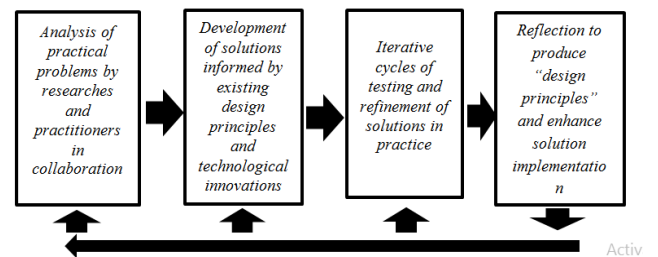 Analysis of
practical
problems by
researches
and
practitioners
in
collaboration
Development
of solutions
informed by
existing
design
principles
and
technological
innovations
Iterative
cycles of
testing and
refinement of
solutions in
practice
Reflection to
produce
“design
principles”
and enhance
solution
implementatio
n
Activ